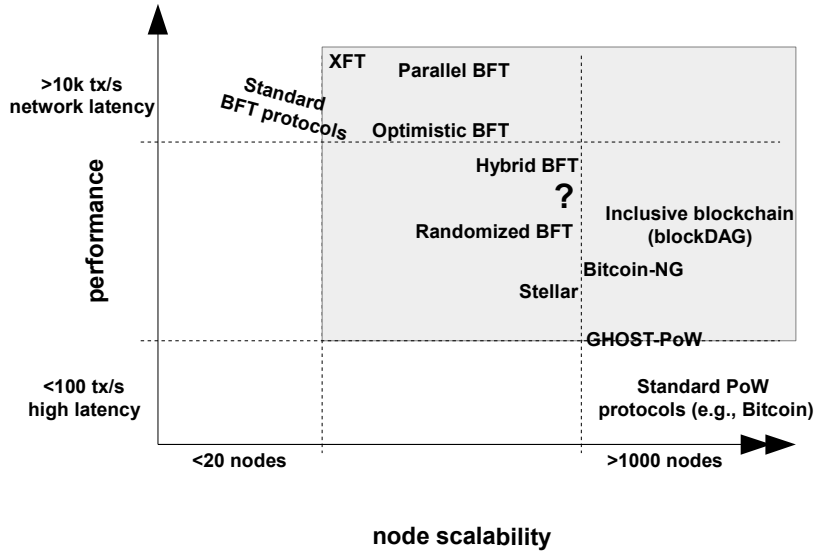 >10k tx/s
network latency
Standard
BFT protocols
XFT
Parallel BFT
Optimistic BFT
Hybrid BFT
?
Randomized BFT
Inclusive blockchain
(blockDAG)
Bitcoin-NG
Stellar
GHOST-PoW
performance
<100 tx/s
high latency
Standard PoW
protocols (e.g., Bitcoin)
<20 nodes
>1000 nodes
node scalability